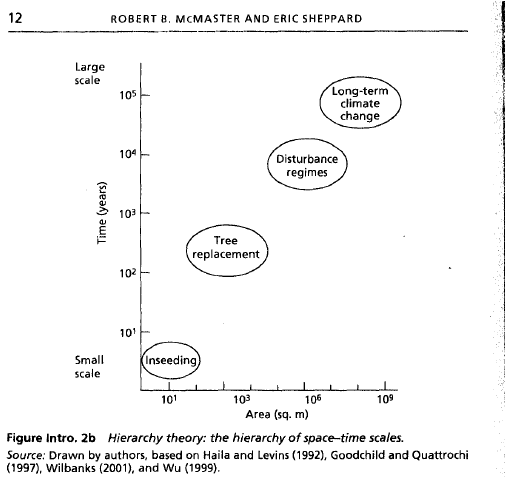 12 ROBERT B. McMASTER AND ERIC SHEPPARD
Large
scale
10⁵
Long-term
climate
change
10⁴
Disturbance
regimes
Time (years)
10³
Tree
replacement
10²
10¹
Small
scale
Inseeding
10¹ 10³ 10⁶ 10⁹
Area (sq. m)
Figure Intro. 2b Hierarchy theory: the hierarchy of space–time scales.
Source: Drawn by authors, based on Haila and Levins (1992), Goodchild and Quattrochi
(1997), Wilbanks (2001), and Wu (1999).